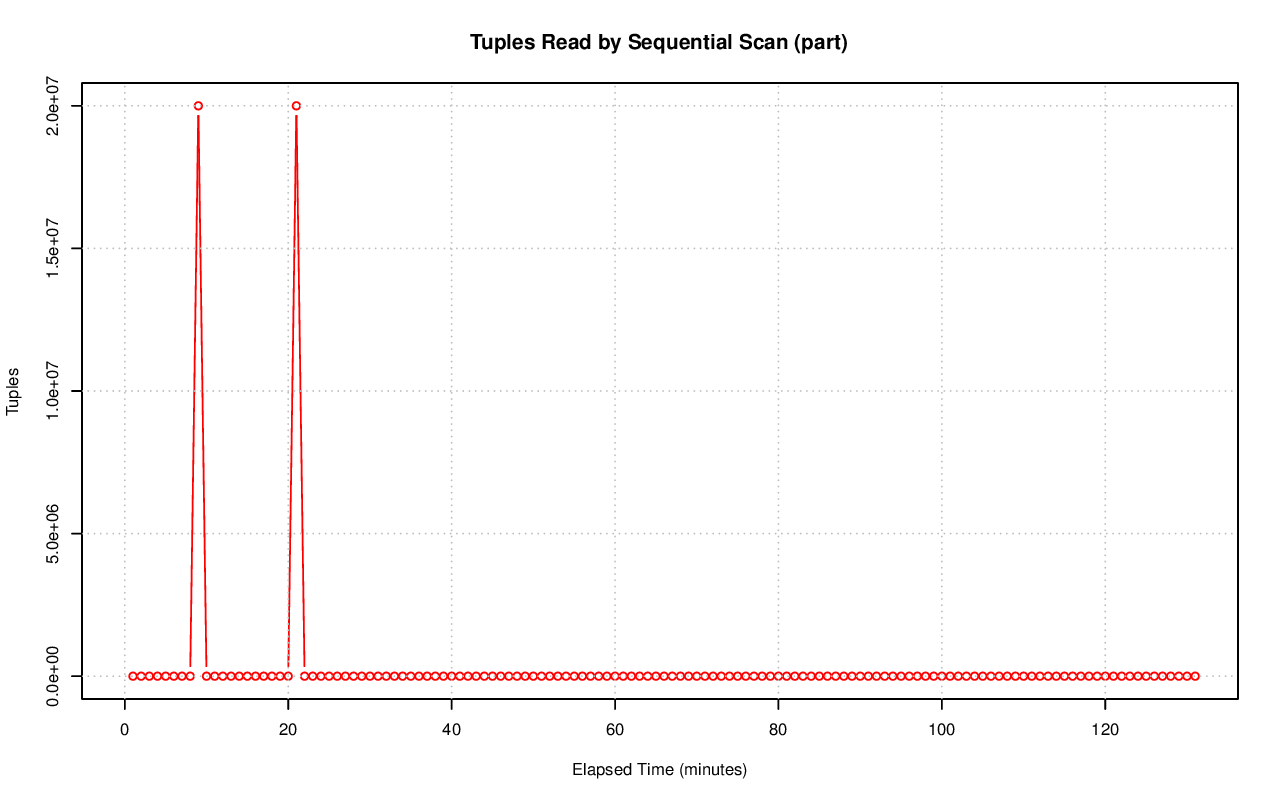 Tuples Read by Sequential Scan (part)
2.0e+07
1.5e+07
1.0e+07
5.0e+06
0.0e+00
Tuples
0 20 40 60 80 100 120
Elapsed Time (minutes)